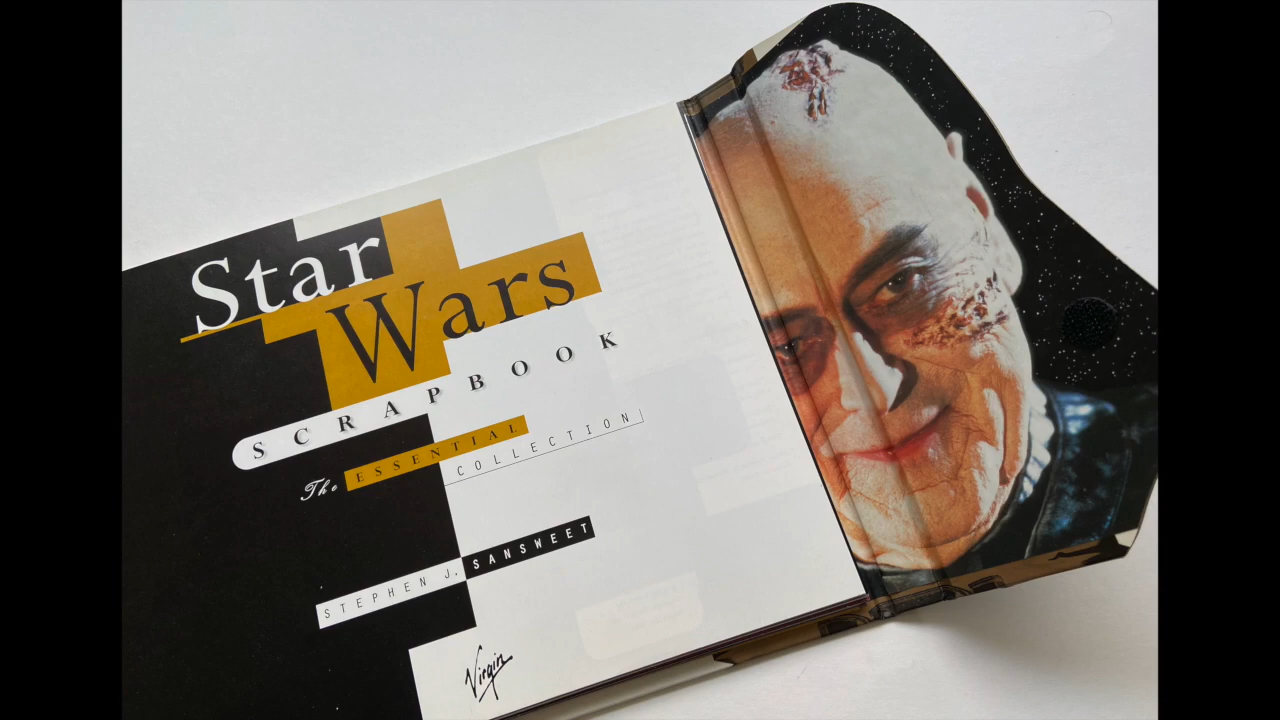 Star
Wars
SCRAPBOOK
The ESSENTIAL
COLLECTION
STEPHEN J. SANSWEET
Virgin